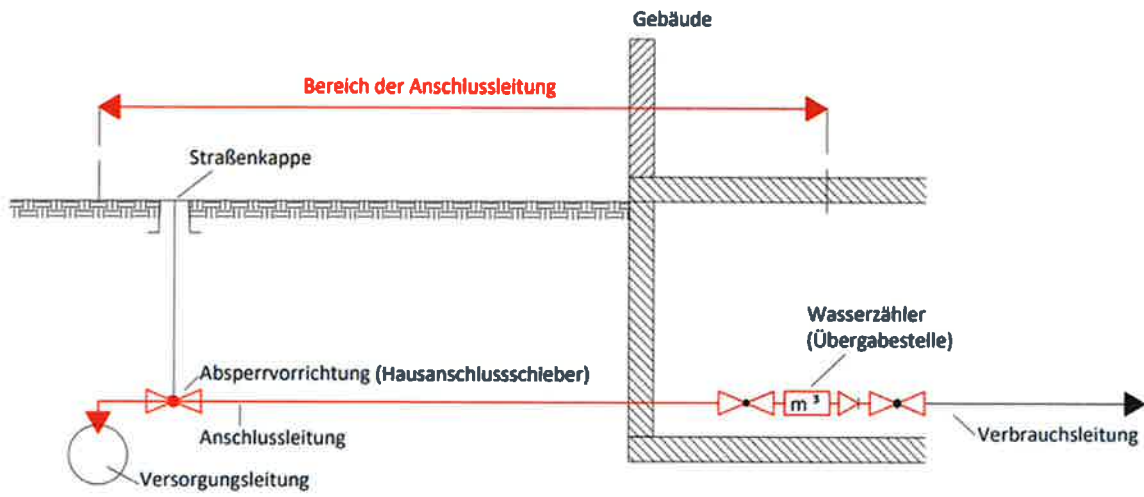 Gebäude
Bereich der Anschlussleitung
Straßenkappe
Wasserzähler
(Übergabestelle)
Absperrvorrichtung (Hausanschlussschieber)
m³
Anschlussleitung
Verbrauchsleitung
Versorgungsleitung